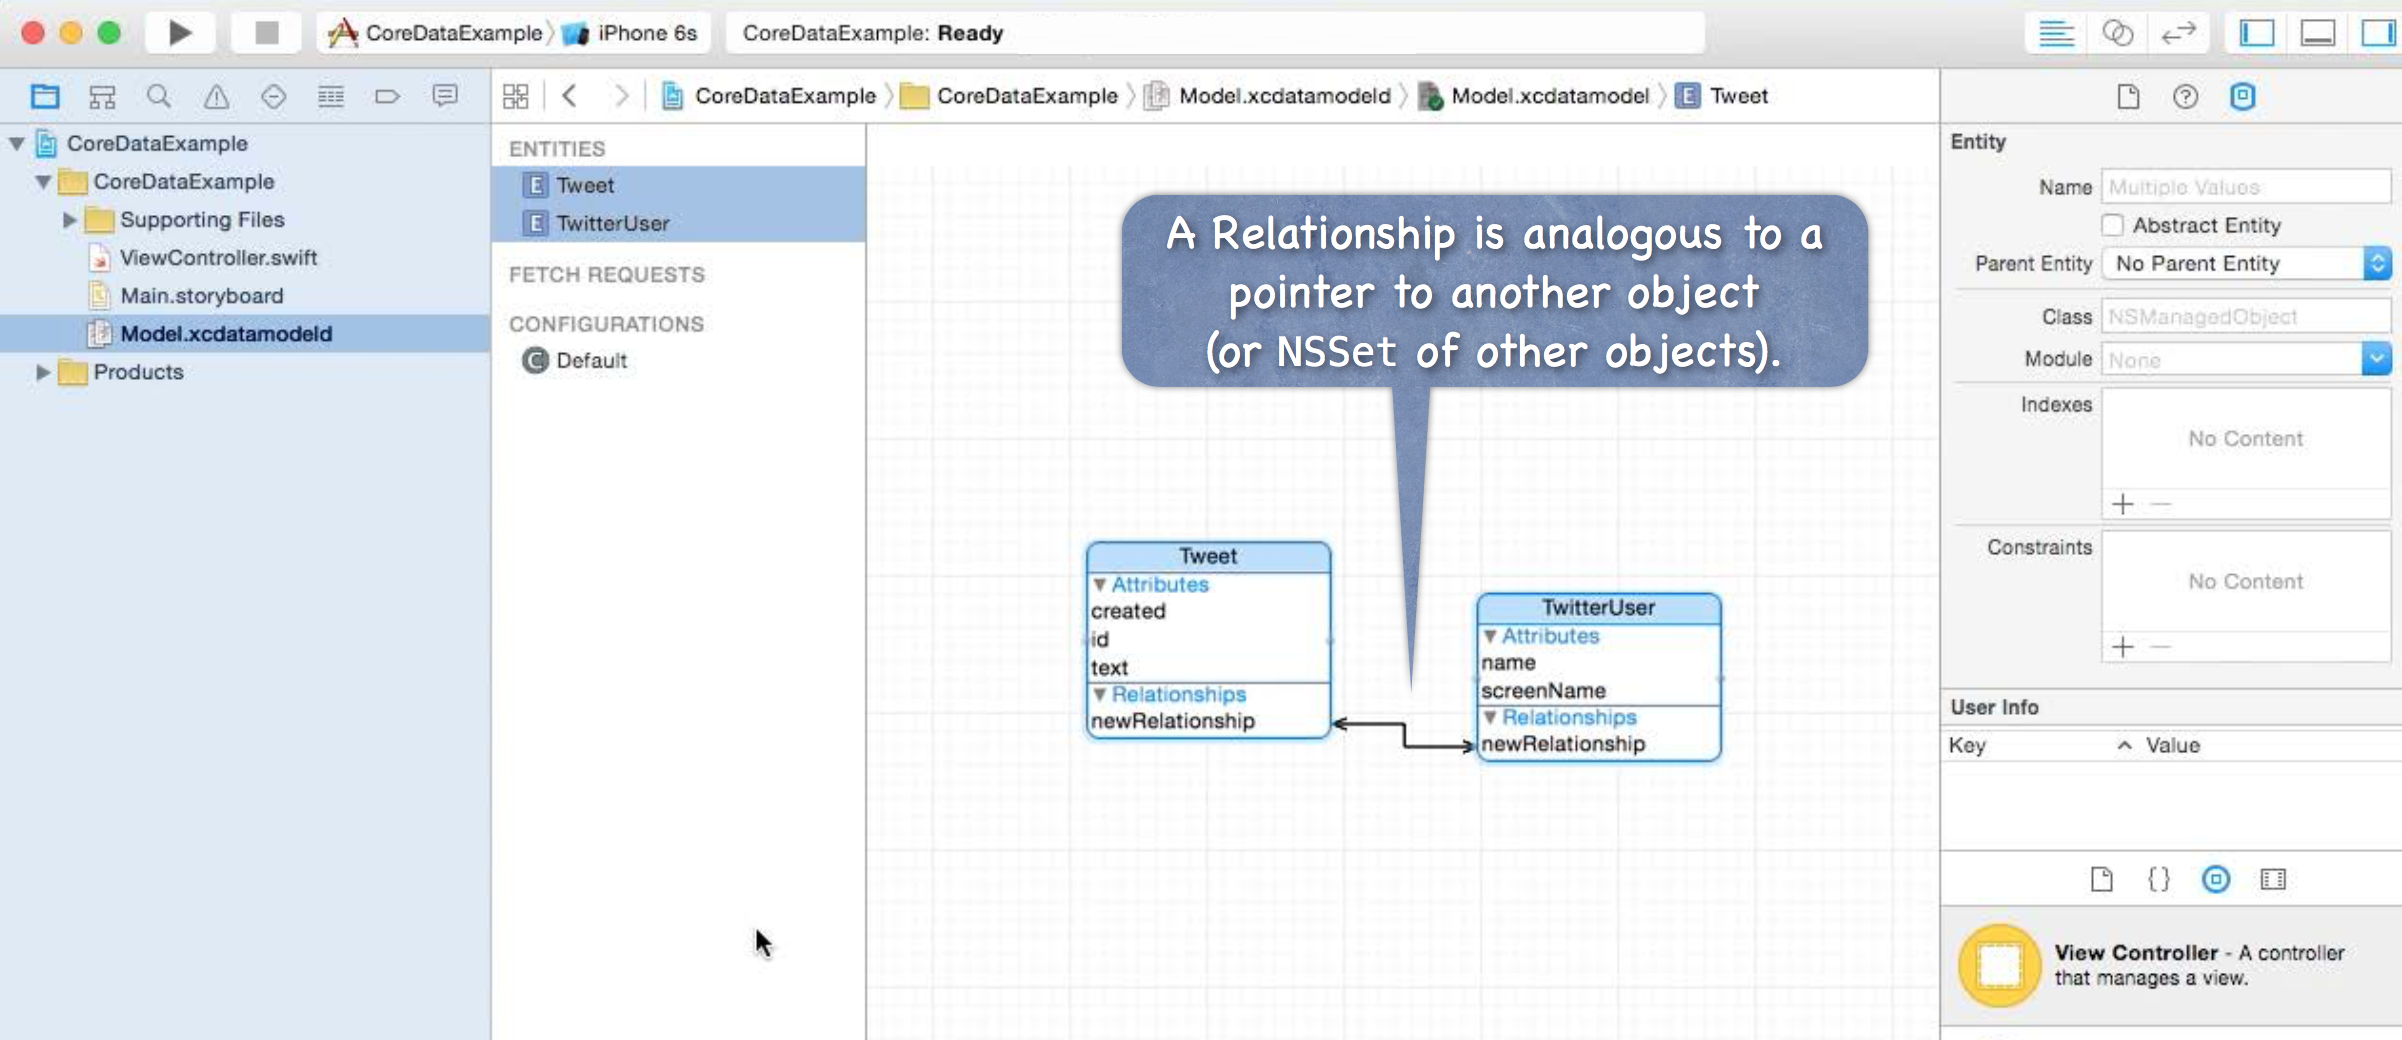 CoreDataExample
iPhone 6s
CoreDataExample: Ready
CoreDataExample
CoreDataExample
Model.xcdatamodeld
Model.xcdatamodel
E
Tweet
CoreDataExample
CoreDataExample
Supporting Files
ViewController.swift
Main.storyboard
Model.xcdatamodeld
Products
ENTITIES
E Tweet
E TwitterUser
FETCH REQUESTS
CONFIGURATIONS
C Default
A Relationship is analogous to a
pointer to another object
(or NSSet of other objects).
Tweet
Attributes
created
id
text
Relationships
newRelationship
TwitterUser
Attributes
name
screenName
Relationships
newRelationship
Entity
Name Multiple Values
Abstract Entity
Parent Entity No Parent Entity
Class NSManagedObject
Module None
Indexes
No Content
Constraints
No Content
User Info
Key Value
{}
View Controller - A controller
that manages a view.